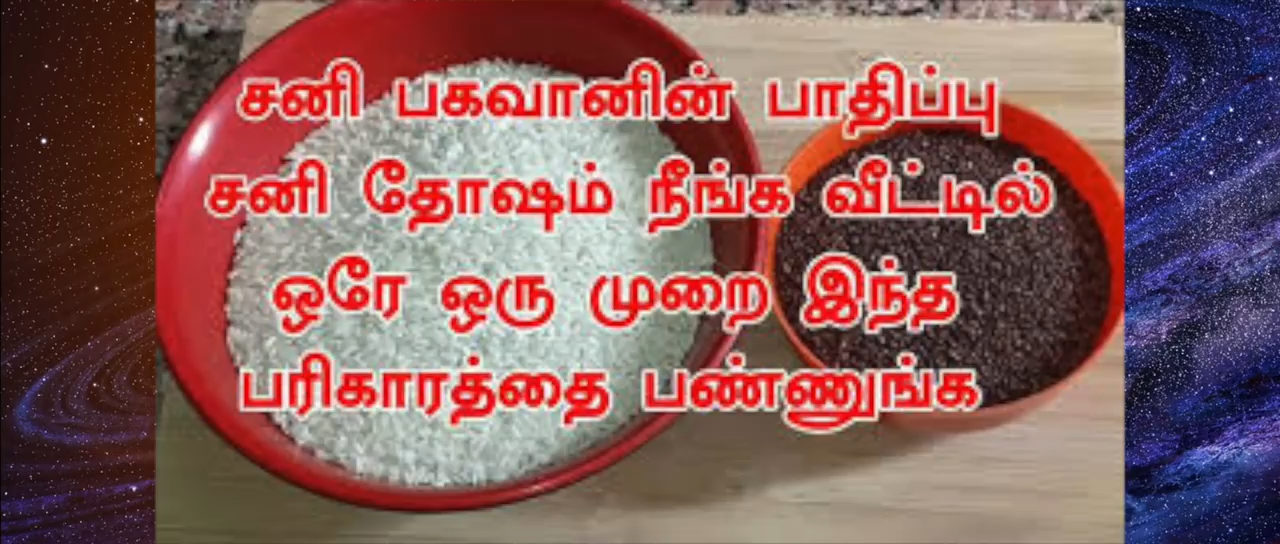 சனி பகவானின் பாதிப்பு
சனி தோஷம் நீங்க வீட்டில்
ஒரே ஒரு முறை இந்த
பரிகாரத்தை பண்ணுங்க